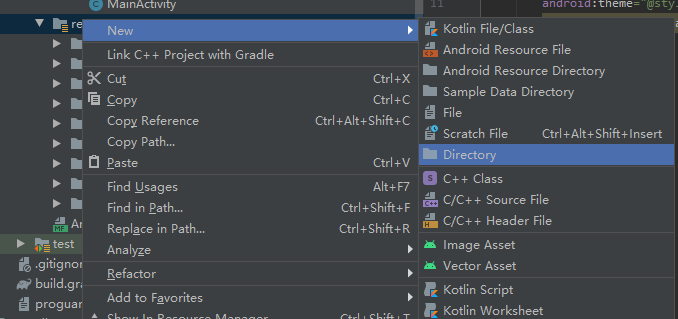 MainActivity
11
android:theme="@sty
re
New
Kotlin File/Class
Link C++ Project with Gradle
Android Resource File
Cut Ctrl+X
Android Resource Directory
Copy Ctrl+C
Sample Data Directory
Copy Reference Ctrl+Alt+Shift+C
File
Copy Path...
Scratch File Ctrl+Alt+Shift+Insert
Paste Ctrl+V
Directory
Find Usages Alt+F7
C++ Class
Find in Path... Ctrl+Shift+F
C/C++ Source File
Replace in Path... Ctrl+Shift+R
C/C++ Header File
Analyze
An
test
Image Asset
.gitignor
Vector Asset
Refactor
build.gra
Kotlin Script
Add to Favorites
proguar
Kotlin Worksheet
Show In Resource Manager Ctrl+Shift+T